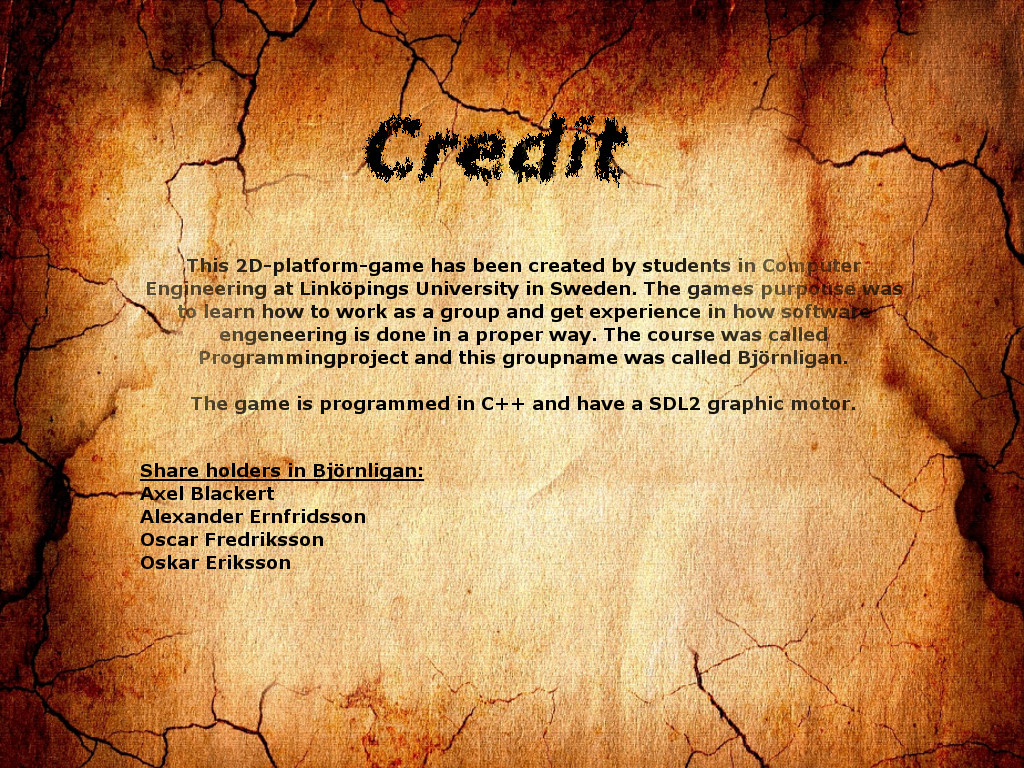 Credit
This 2D-platform-game has been created by students in Computer
Engineering at Linköpings University in Sweden. The games purpouse was
to learn how to work as a group and get experience in how software
engeneering is done in a proper way. The course was called
Programmingproject and this groupname was called Björnligan.
The game is programmed in C++ and have a SDL2 graphic motor.
Share holders in Björnligan:
Axel Blackert
Alexander Ernfridsson
Oscar Fredriksson
Oskar Eriksson